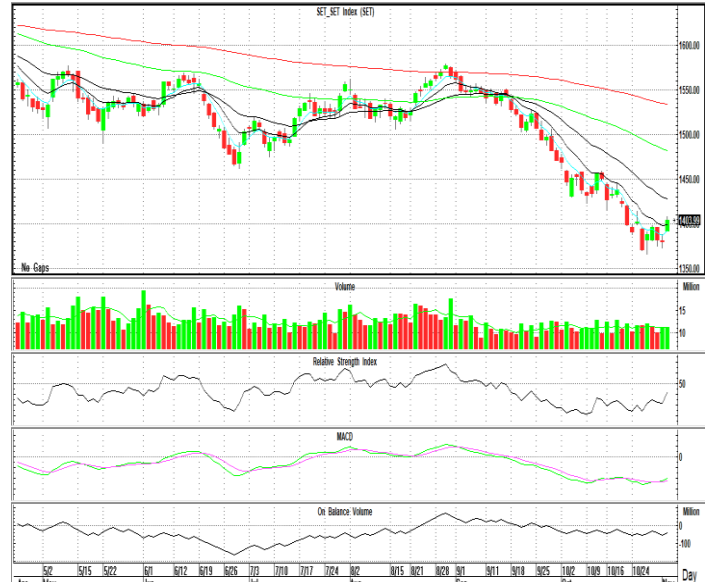 SET_SET Index (SET)
1600.00
1550.00
1500.00
1450.00
1403.99
1350.00
No Gaps
Volume
Million
15
10
Relative Strength Index
50
MACD
0
On Balance Volume
Million
0
-100
5/2 5/15 5/22 6/1 6/12 6/19 6/26 7/3 7/10 7/17 7/24 8/2 8/15 8/21 8/28 9/1 9/11 9/18 9/25 10/2 10/9 10/16 10/24
Day